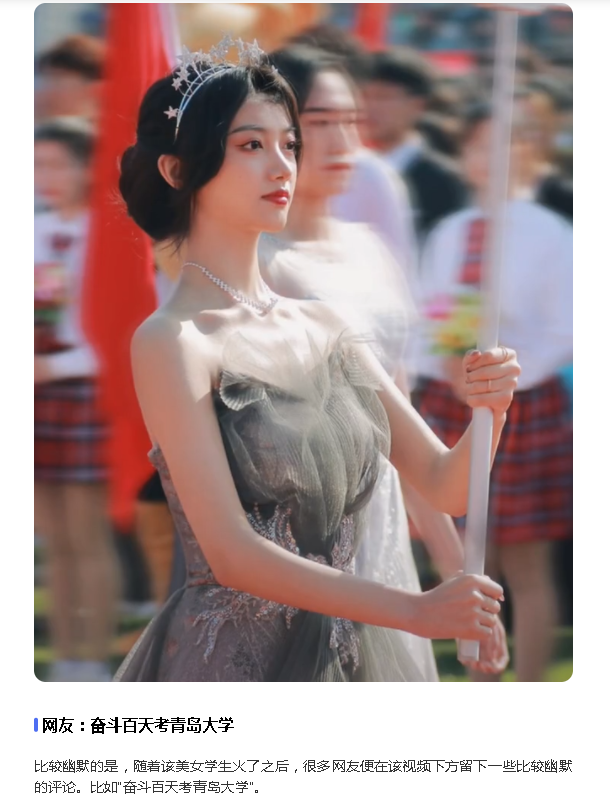 网友：奋斗百天考青岛大学
比较幽默的是，随着该美女学生火了之后，很多网友便在该视频下方留下一些比较幽默
的评论。比如“奋斗百天考青岛大学”。